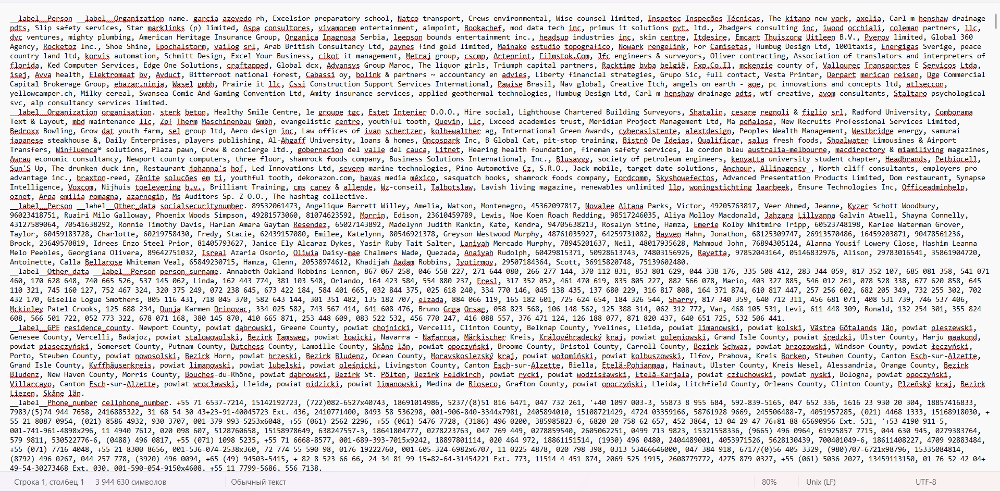 __label__Person __label__Organization name. garcia azevedo rh, Excelsior preparatory school, Natco transport, Crews environmental, Wise counsel limited, Inspetec Inspeções Técnicas, The kitano new york, axelia, Carl m henshaw drainage
pdts, Slip safety services, Star marklinks (p) limited, Aspa consultores, vivamorem entertainment, aimpoint, Bookachef, mod data tech inc, primus it solutions pvt. ltd., 2badgers consulting inc, iwood occhiali, coleman partners, llc,
dvc ventures, mighty plumbing, American Heritage Insurance Group, Organica Inagrosa Serbia, leepson bounds entertainment inc., headsup industries inc, skin centre, Itdesire, Emcart Thuiszorg Uitleen B.V., Pyeroy limited, Global 360
Agency, Rocketoz Inc., Shoe Shine, Epochalstorm, vailog srl, Arab British Consultancy Ltd, paynes find gold limited, Mainake estudio topografico, Nowark rengelink, For Camisetas, Humbug Design Ltd, 1001taxis, Energigas Sverige, peace
country land ltd, korvis automation, Schmitt Design, Excel Your Business, cikot it management, Metraj group, cscmp, Arteprint, Filmstok.Com, Jfc engineers & surveyors, Oliver contracting, Association of translators and interpreters of
florida, Ked Computer Services, Edge One Solutions, craftapped, Global dcx, Advansys Group Maroc, The liquor girls, Triumph capital partners, Racktime bvba belgië, Exp.Co.Il, mckenzie county of, Vallourec Transportes E Servicos Ltda,
isej, Avva health, Elektromaat bv, Avduct, Bitterroot national forest, Cabassi oy, bolink & partners ~ accountancy en advies, Liberty financial strategies, Grupo Sic, full contact, Vesta Printer, Derpart merican reisen, Dge Commercial
Capital Brokerage Group, ebazar.ninja, Wasel gmbh, Prairie it llc, Cssi Construction Support Services International, Pawise Brasil, Nav global, Creative Itch, angels on earth - aoe, pc innovations and concepts ltd, atlseccon,
yellowcamper.ch, Milky cereal, Swansea Comic And Gaming Convention Ltd, Amity insurance services, applied geothermal technologies, Humbug Design Ltd, Carl m henshaw drainage pdts, wtf creative, avom consultants, Staltaro psychological
svc, alp consultancy services limited.
__label__Organization organisation. sterk beton, Healthy Smile Centre, le groupe tgc, Estet Interier D.O.O., Hire social, Lighthouse Chartered Building Surveyors, Shatalin, cesare regnoli & figlio srl, Radford University, Comborama
Text & Layout, mbd maintenance llc, Zpf Therm Maschinenbau Gmbh, evangelistic centre, youthful tooth, Quevin, Llc, Exceed academies trust, Meridian Project Management Ltd, Ma peñalosa, New Recruits Professional Services Limited,
Bedroxx Bowling, Grow dat youth farm, sel group ltd, Aero design inc, Law offices of ivan schertzer, kolb+walther ag, International Green Awards, cyberasistente, alextdesign, Peoples Wealth Management, Westbridge energy, samurai
japanese steakhouse &, Daily Enterprises, players publishing, Al-Ahgaff University, loans & homes, Oncospark Inc, B Global Cat, pit-stop training, Bistrô De Ideias, Qualificar, salus fresh foods, Shoalwater Limousines & Airport
Transfers, Winfluence® solutions, Plaza pawn, Crew & concierge ltd., gobernacion del valle del cauca, Litnet, Hearing health foundation, fireman safety services, le cordon bleu australia-melbourne, macdirectory & miamiliving magazines,
Awraq economic consultancy, Newport county computers, three floor, shamrock foods company, Business Solutions International, Inc., Blusavvy, society of petroleum engineers, kenyatta university student chapter, Headbrands, Petbiocell,
Sun'S Up, The drunken duck inn, Restaurant johanna's hof, Led Innovations Ltd, severn marine technologies, Pino Automotive Cz, S.R.O., Jack mobile, target date solutions, Anchour, Allinagency_, North cliff consultants, employers pro
advantage inc., braxton-reed, Zênite soluções em ti, youthful tooth, dekorazon.com, havas media méxico, sasquatch books, shamrock foods company, Fordcomm, Skyshowefectos, Advanced Presentation Products Limited, Dom restaurant, Synapse
Intelligence, Voxcom, Nijhuis toelevering b.v., Brilliant Training, cms carey & allende, Wz-conseil, Talbotslaw, Lavish living magazine, renewables unlimited llp, woningstichting laarbeek, Ensure Technologies Inc, Officeadminhelp,
oznet, Arpa emilia romagna, azarnegin, Ms Auditors Sp. Z O.O., The hashtag collective.
__label__Person __label__Other_data socialsecuritynumber. 89532061473, Angelique Barrett Willey, Amelia, Watson, Montenegro, 45362097817, Novalee Aitana Parks, Victor, 49205763817, Veer Ahmed, Jeanne, Kyzer Schott Woodbury,
96023418751, Ruairi Milo Galloway, Phoenix Woods Simpson, 49281573060, 81074623592, Morrin, Edison, 23610459789, Lewis, Noe Koen Roach Redding, 98517246035, Aliya Molloy Macdonald, Jahzara Lillyanna Galvin Atwell, Shayna Connelly,
43127589064, 70541638292, Ronnie Timothy Davis, Harlan Amara Gaytan Resendez, 65027143892, Madelynn Judith Rankin, Kate, Kendra, 94705638213, Rosalyn Stine, Hamza, Emerie Kolby Whitmire Tripp, 60523748198, Karlee Waterman Grover,
Taylor, 60459183728, Charlotte, 60219758430, Fredy, Stacie, 62439157080, Emilee, Katelynn, 80546921378, Greyson Westwood Murphy, 48761035927, 64259731082, Hayven Hahn, Jonathon, 68125309747, 26913570486, 16459203871, 90478561236,
Brock, 23649570819, Idrees Enzo Steel Prior, 81405793627, Janice Ely Alcaraz Dykes, Yasir Ruby Tait Salter, Laniyah Mercado Murphy, 78945201637, Neil, 48017935628, Mahmoud John, 76894305124, Alanna Yousif Lowery Close, Hashim Leanna
Melo Peebles, Georgiana Olivera, 89642751032, Isreal Azaria Osorio, Oliwia Daisy-mae Chalmers Wade, Quezada, Anaiyah Rudolph, 60429815371, 50928613743, 74803156926, Rayetta, 97852043164, 05146832976, Alison, 29783016541, 35861904720,
Antoinette, Calla Bellarose Whiteman Veal, 65849230715, Hamza, Glenn, 20538974612, Khadijah Aadam Robbins, Jyotirmoy, 29507184364, Scott, 36915820748, 75139602480.
__label__Other_data __label__Person person_surname. Annabeth Oakland Robbins Lennon, 867 067 258, 046 558 227, 271 644 080, 266 277 144, 370 112 831, 853 801 629, 044 338 176, 335 508 412, 283 344 059, 817 352 107, 685 081 358, 541 071
460, 170 628 648, 740 665 526, 537 145 062, Linda, 162 443 774, 381 103 548, Orlando, 164 423 584, 554 880 237, Eresl, 317 352 052, 461 470 619, 835 805 227, 882 566 078, Mario, 403 327 885, 546 012 261, 078 528 338, 677 620 858, 645
110 321, 745 160 127, 752 467 324, 320 375 249, 072 238 645, 673 422 184, 584 401 665, 032 844 375, 025 618 240, 334 770 146, 045 138 435, 137 680 229, 316 817 808, 164 371 874, 610 817 447, 257 256 602, 682 205 349, 732 255 302, 702
432 170, Giselle Logue Smothers, 805 116 431, 718 045 370, 582 643 144, 301 351 482, 135 182 707, elzada, 884 066 119, 165 182 601, 725 624 654, 184 326 544, Sharry, 817 340 359, 640 712 311, 456 681 071, 408 531 739, 746 537 406,
Mckinley Patel Crooks, 125 688 234, Dunja Karmen Drinovac, 334 025 582, 743 567 414, 641 608 476, Bruno Grga Orsag, 058 823 568, 106 148 562, 125 388 314, 062 312 772, Van, 468 105 531, Levi, 611 448 309, Ronald, 132 254 301, 355 824
608, 566 501 722, 052 773 322, 678 071 168, 380 145 870, 410 665 871, 253 448 609, 083 522 532, 456 770 247, 416 088 557, 376 471 124, 126 188 077, 871 820 437, 640 651 725, 532 506 441.
__label__GPE residence_county. Newport County, powiat dąbrowski, Greene County, powiat chojnicki, Vercelli, Clinton County, Belknap County, Yvelines, Lleida, powiat limanowski, powiat kolski, Västra Götalands län, powiat pleszewski,
Genesee County, Vercelli, Badajoz, powiat stalowowolski, Bezirk Tamsweg, powiat łowicki, Navarra - Nafarroa, Märkischer Kreis, Královéhradecký kraj, powiat goleniowski, Grand Isle County, powiat średzki, Ulster County, Harju maakond,
powiat piaseczyński, Somerset County, Putnam County, Dutchess County, Lamoille County, Skåne län, powiat opoczyński, Broome County, Bristol County, Carroll County, Bezirk Schwaz, powiat brzozowski, Windsor County, powiat łęczyński,
Porto, Steuben County, powiat nowosolski, Bezirk Horn, powiat brzeski, Bezirk Bludenz, Ocean County, Moravskoslezský kraj, powiat wołomiński, powiat kolbuszowski, Ilfov, Prahova, Kreis Borken, Steuben County, Canton Esch-sur-Alzette,
Grand Isle County, Kyffhäuserkreis, powiat limanowski, powiat lubelski, powiat oleśnicki, Livingston County, Canton Esch-sur-Alzette, Biella, Etelä-Pohjanmaa, Hainaut, Ulster County, Kreis Wesel, Alessandria, Orange County, Bezirk
Bludenz, New Haven County, Morris County, Bouches-du-Rhône, powiat dąbrowski, Bezirk St. Pölten, Bezirk Feldkirch, powiat rycki, powiat wodzisławski, Etelä-Karjala, powiat człuchowski, powiat nyski, Bologna, powiat opoczyński,
Villarcayo, Canton Esch-sur-Alzette, powiat wrocławski, Lleida, powiat nidzicki, powiat limanowski, Medina de Rioseco, Grafton County, powiat opoczyński, Lleida, Litchfield County, Orleans County, Clinton County, Plzeňský kraj, Bezirk
Liezen, Skåne län.
__label__Phone_number cellphone_number. +55 71 6537-7214, 15142192723, (722)082-6527x40743, 18691014986, 5237/(8)51 816 6471, 047 732 261, '+40 1097 003-3, 55873 8 955 684, 592-839-5165, 047 652 336, 1616 23 930 20 304, 18857416833,
7983/(5)74 944 7658, 2416885322, 31 68 54 30 43+23-91-40045723 Ext. 436, 2410771400, 8493 58 536298, 001-906-840-3344x7981, 2405894010, 15108721429, 4724 03359166, 58761928 9669, 245506488-7, 4051957285, (021) 4468 1333, 15168918030, +
55 21 8087 0954, (021) 8586 4932, 930 3707, 001-379-993-5253x6048, +55 (061) 2562 2296, +55 (061) 5476 7728, (3186) 496 0200, 385985823-6, 6820 20 758 62 657, 452 3864, 13 04 29 47 76+81-88-65690956 Ext. 531, '+53 4190 911-5,
001-741-961-4898x296, 11 4940 7612, 020 098 607, 5128760658, 15158978649, 638247557-3, 18641804777, 0278223763, 047 769 449, 0278859540, 2605062251, 0499 713 9823, 15321558336, (9665) 496 0964, 61925857 7715, 044 630 945, 0279383764,
579 9811, 530522776-6, (0488) 496 0817, +55 (071) 1098 5235, +55 71 6668-8577, 001-689-393-7015x9242, 18897801114, 020 464 972, 18861151514, (1930) 496 0480, 2404489001, 4053971526, 5628130439, 700401049-6, 18611408227, 4709 92883484,
+55 (071) 7716 4048, +55 21 8300 8656, 001-536-074-2538x360, 72 774 55 590 98, 0176 19222760, 001-605-324-6982x6707, 11 0225 4878, 020 798 398, 0313 53466646000, 047 384 918, 6717/(0)56 405 3329, (980)707-6721x98796, 15335084814,
(8792) 496 0267, 044 257 778, (3920) 496 0094, +65 (49) 94503-5415, + 82 8 523 66 66, 24 34 81 99 15+82-64-31454221 Ext. 773, 11514 4 451 874, 2069 525 1915, 2608779772, 4275 879 0327, +55 (061) 5036 2027, 13459113150, 01 76 52 42 04+
49-54-30273468 Ext. 030, 001-590-054-9150x4608, +55 11 7799-5686, 556 7138.
Строка 1, столбец 1 3 944 630 символов Обычный текст 80% Unix (LF) UTF-8